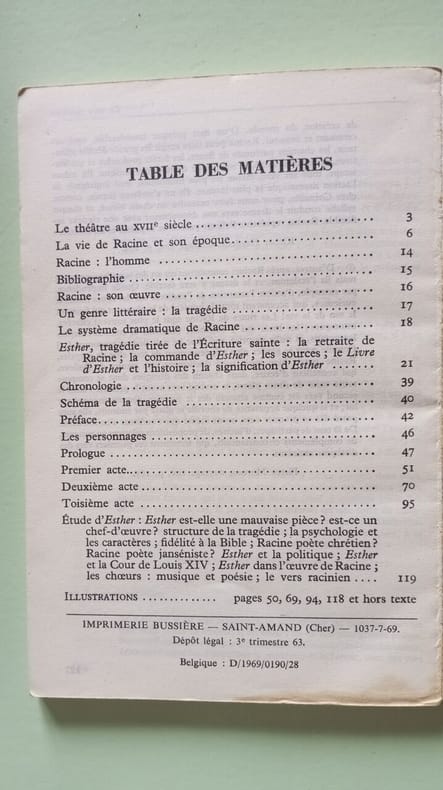 TABLE DES MATIÈRES
Le théâtre au XVIIe siècle .............................. 3
La vie de Racine et son époque........................ 6
Racine : l'homme .................................... 14
Bibliographie ......................................... 15
Racine : son œuvre ................................... 16
Un genre littéraire : la tragédie ........................ 17
Le système dramatique de Racine ...................... 18
Esther, tragédie tirée de l'Écriture sainte : la retraite de
Racine ; la commande d'Esther ; les sources ; le Livre
d'Esther et l'histoire ; la signification d'Esther ....... 21
Chronologie .......................................... 39
Schéma de la tragédie ................................ 40
Préface............................................... 42
Les personnages ...................................... 46
Prologue ............................................. 47
Premier acte.......................................... 51
Deuxième acte ........................................ 70
Toisième acte ........................................ 95
Étude d'Esther : Esther est-elle une mauvaise pièce ? est-ce un
chef-d'œuvre ? structure de la tragédie ; la psychologie et
les caractères ; fidélité à la Bible ; Racine poète chrétien ?
Racine poète janséniste ? Esther et la politique ; Esther
et la Cour de Louis XIV ; Esther dans l'œuvre de Racine ;
les chœurs : musique et poésie ; le vers racinien .... 119
ILLUSTRATIONS ............. pages 50, 69, 94, 118 et hors texte
IMPRIMERIE BUSSIÈRE — SAINT-AMAND (Cher) — 1037-7-69.
Dépôt légal : 3e trimestre 63.
Belgique : D/1969/0190/28